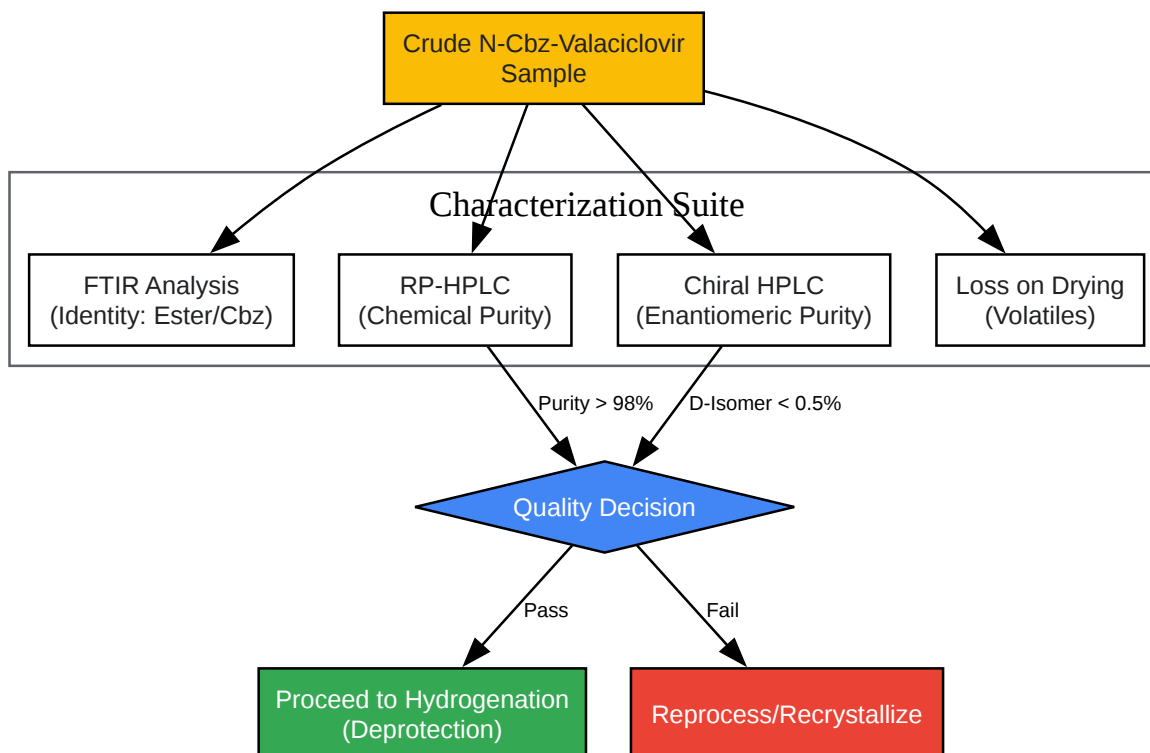 Crude N-Cbz-Valaciclovir
Sample
Characterization Suite
FTIR Analysis
(Identity: Ester/Cbz)
RP-HPLC
(Chemical Purity)
Chiral HPLC
(Enantiomeric Purity)
Loss on Drying
(Volatiles)
Purity > 98%
D-Isomer < 0.5%
Quality Decision
Pass
Fail
Proceed to Hydrogenation
(Deprotection)
Reprocess/Recrystallize